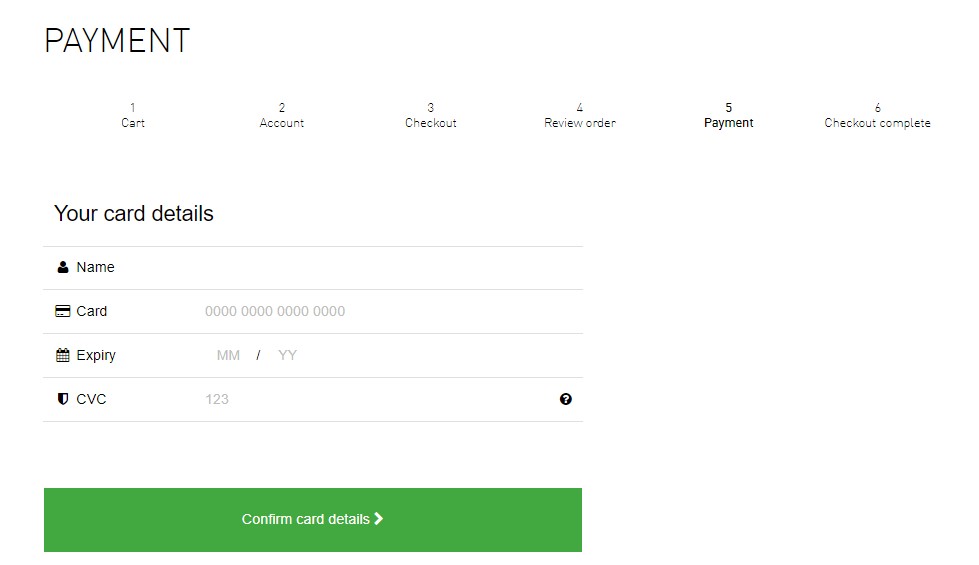 PAYMENT
1 2 3 4 5 6
Cart Account Checkout Review order Payment Checkout complete
Your card details
Name
Card 0000 0000 0000 0000
Expiry MM / YY
CVC 123 ?
Confirm card details